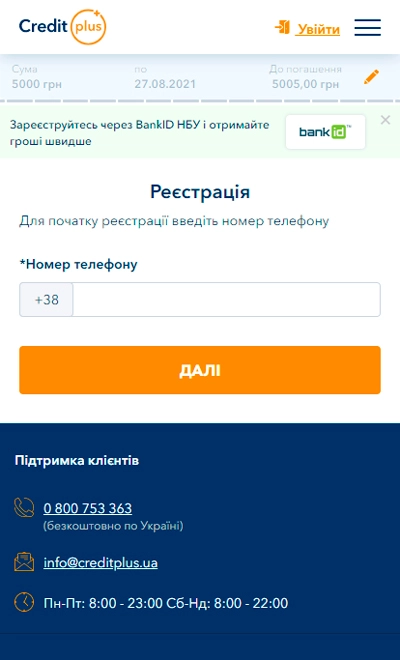 Credit plus
Увійти
Сума по До погашення
5000 грн 27.08.2021 5005,00 грн
Зареєструйтесь через BankID НБУ і отримайте
гроші швидше
bank id™
Реєстрація
Для початку реєстрації введіть номер телефону
*Номер телефону
+38
ДАЛІ
Підтримка клієнтів
0 800 753 363
(безкоштовно по Україні)
info@creditplus.ua
Пн-Пт: 8:00 - 23:00 Сб-Нд: 8:00 - 22:00